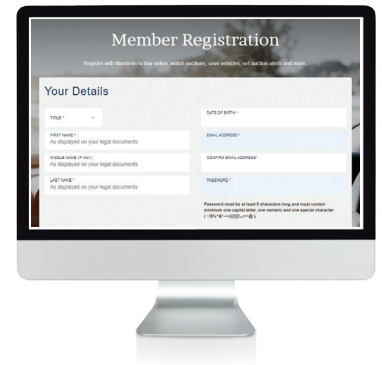 Member Registration
Register with Manheim to buy online, watch auctions, save vehicles, set auction alerts and more.
Your Details
TITLE *
DATE OF BIRTH *
FIRST NAME *
As displayed on your legal documents
EMAIL ADDRESS *
MIDDLE NAME (IF ANY)
As displayed on your legal documents
CONFIRM EMAIL ADDRESS*
LAST NAME *
As displayed on your legal documents
PASSWORD *
Password must be at least 8 characters long and must contain
minimum one capital letter, one numeric and one special character